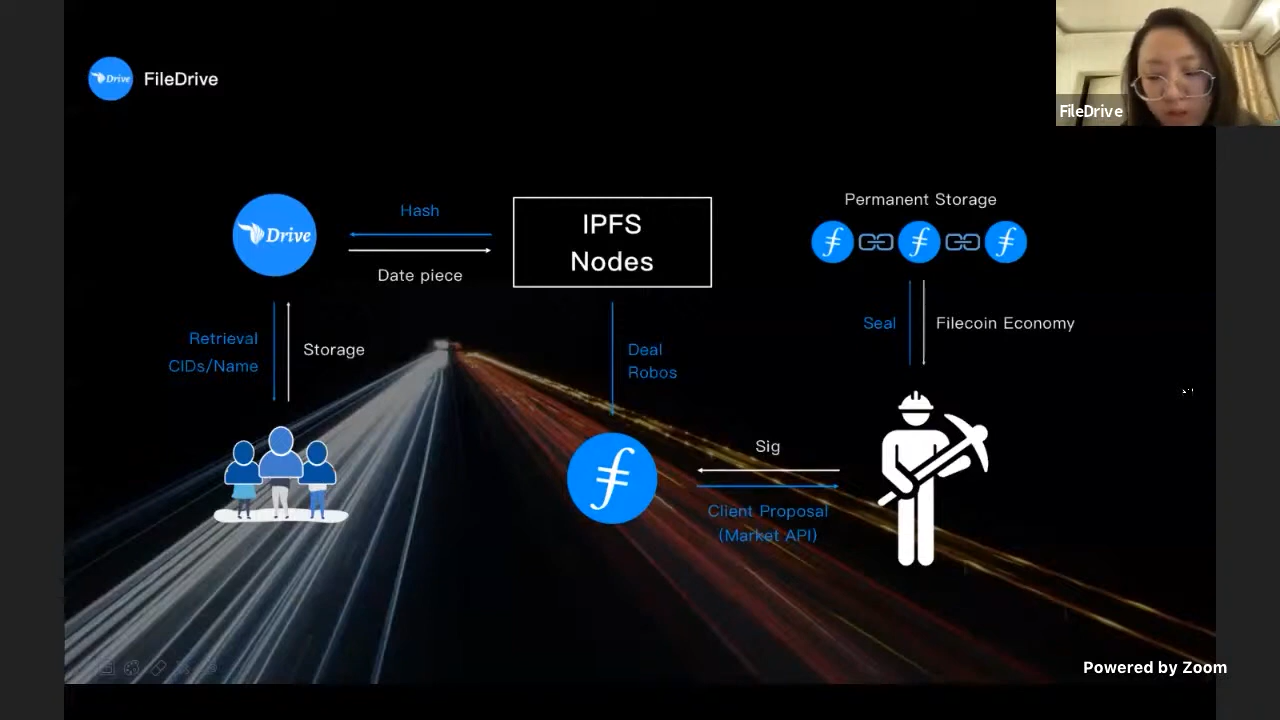 Drive
FileDrive
FileDrive
Permanent Storage
Hash
IPFS
Nodes
Drive
Date piece
Seal
Filecoin Economy
Retrieval
CIDs/Name
Storage
Deal
Robos
Sig
Client Proposal
(Market API)
Powered by Zoom